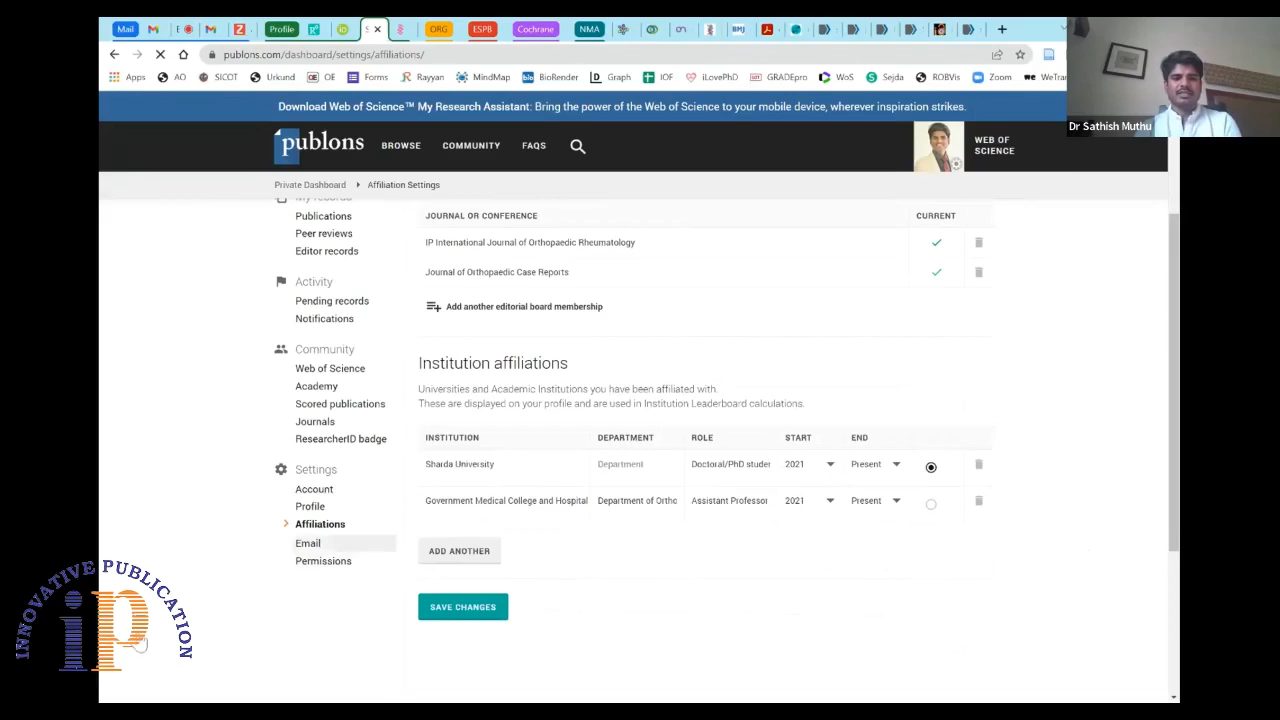 Mail
Profile
ORG
ESPB
Cochrane
NMA
BMJ
publons.com/dashboard/settings/affiliations/
Apps AO SICOT Urkund OE Forms Rayyan MindMap BioRender Graph IOF iLovePhD GRADEpro WoS Sejda ROBVis Zoom WeTra
Download Web of Science™ My Research Assistant: Bring the power of the Web of Science to your mobile device, wherever inspiration strikes.
Dr Sathish Muthu
publons BROWSE COMMUNITY FAQS
WEB OF
SCIENCE
Private Dashboard Affiliation Settings
My records
Publications
Peer reviews
Editor records
Activity
Pending records
Notifications
Community
Web of Science
Academy
Scored publications
Journals
ResearcherID badge
Settings
Account
Profile
Affiliations
Email
Permissions
JOURNAL OR CONFERENCE CURRENT
IP International Journal of Orthopaedic Rheumatology
Journal of Orthopaedic Case Reports
Add another editorial board membership
Institution affiliations
Universities and Academic Institutions you have been affiliated with.
These are displayed on your profile and are used in Institution Leaderboard calculations.
INSTITUTION DEPARTMENT ROLE START END
Sharda University Department Doctoral/PhD studer 2021 Present
Government Medical College and Hospital Department of Ortho Assistant Professor 2021 Present
ADD ANOTHER
SAVE CHANGES
INNOVATIVE PUBLICATION
ip